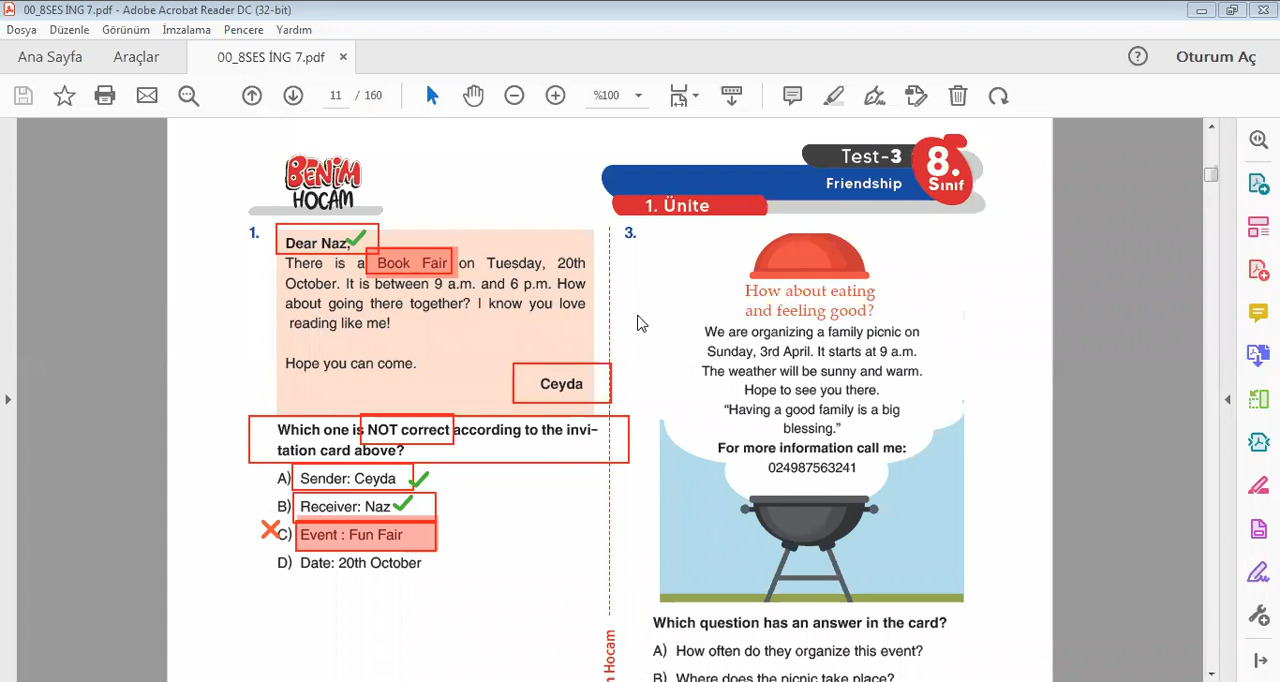 00_8SES İNG 7.pdf - Adobe Acrobat Reader DC (32-bit)
Dosya Düzenle Görünüm İmzalama Pencere Yardım
Ana Sayfa Araçlar 00_8SES İNG 7.pdf × Oturum Aç
11 / 160 %100
BENİM
HOCAM
Test-3
Friendship
1. Ünite
8.
Sınıf
1.
Dear Naz,
There is a Book Fair on Tuesday, 20th
October. It is between 9 a.m. and 6 p.m. How
about going there together? I know you love
reading like me!
Hope you can come.
Ceyda
Which one is NOT correct according to the invi-
tation card above?
A) Sender: Ceyda
B) Receiver: Naz
C) Event : Fun Fair
D) Date: 20th October
Hocam
3.
How about eating
and feeling good?
We are organizing a family picnic on
Sunday, 3rd April. It starts at 9 a.m.
The weather will be sunny and warm.
Hope to see you there.
“Having a good family is a big
blessing.”
For more information call me:
024987563241
Which question has an answer in the card?
A) How often do they organize this event?
B) Where does the picnic take place?